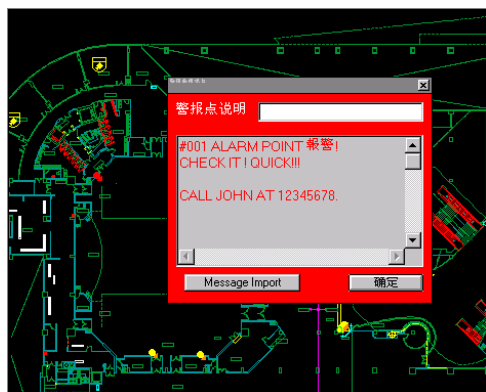 警报点说明
#001 ALARM POINT 報警!
CHECK IT ! QUICK!!!
CALL JOHN AT 12345678.
Message Import
确定